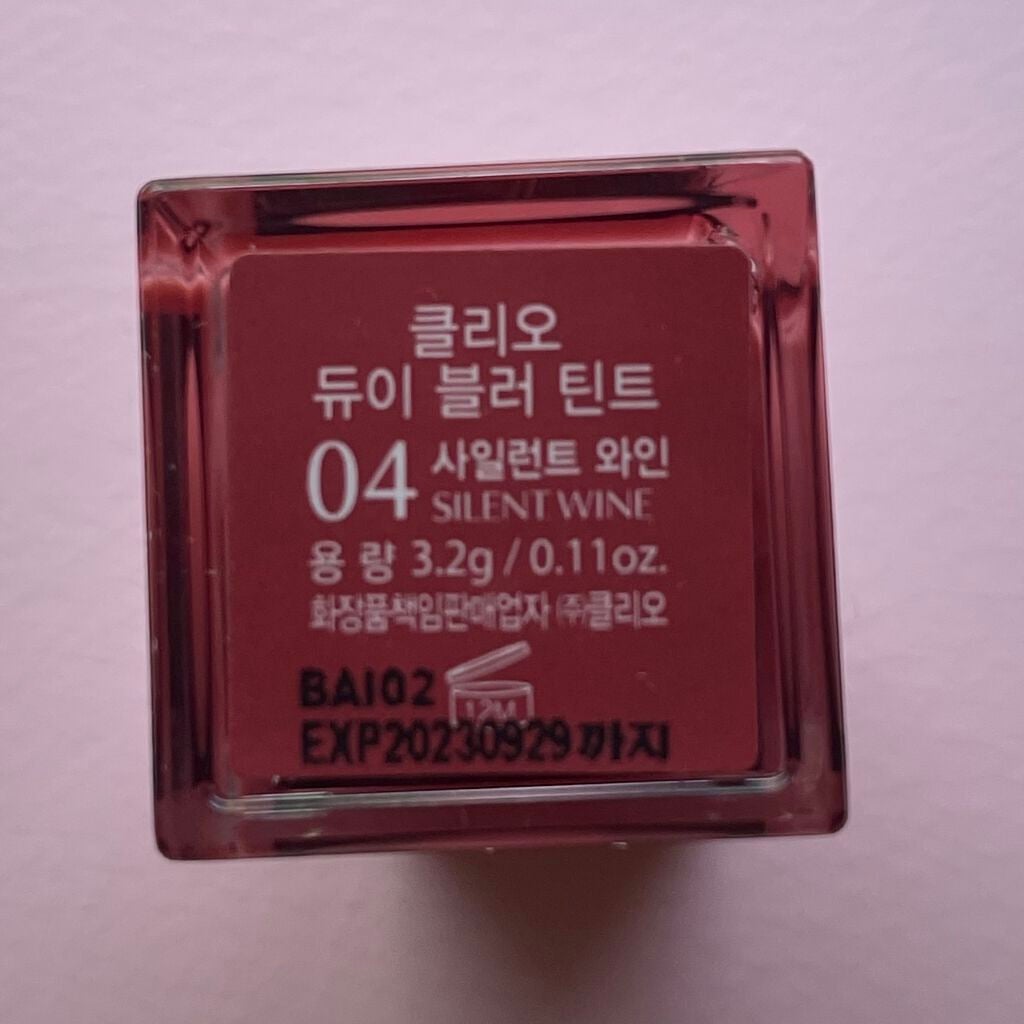 클리오
듀이 블러 틴트
04 사일런트 와인
SILENT WINE
용 량 3.2g / 0.11oz.
화장품책임판매업자 ㈜클리오
BAI02
12M
EXP20230929까지